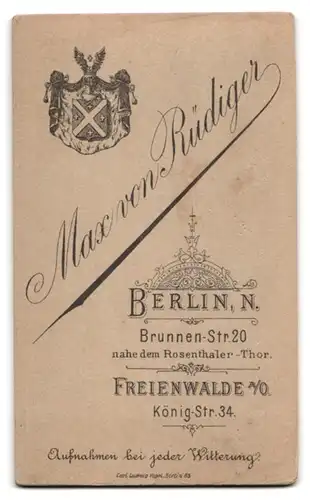 Max von Rüdiger
BERLIN, N.
Brunnen-Str. 20
nahe dem Rosenthaler-Thor.
FREIENWALDE a/O.
König-Str. 34.
Aufnahmen bei jeder Witterung